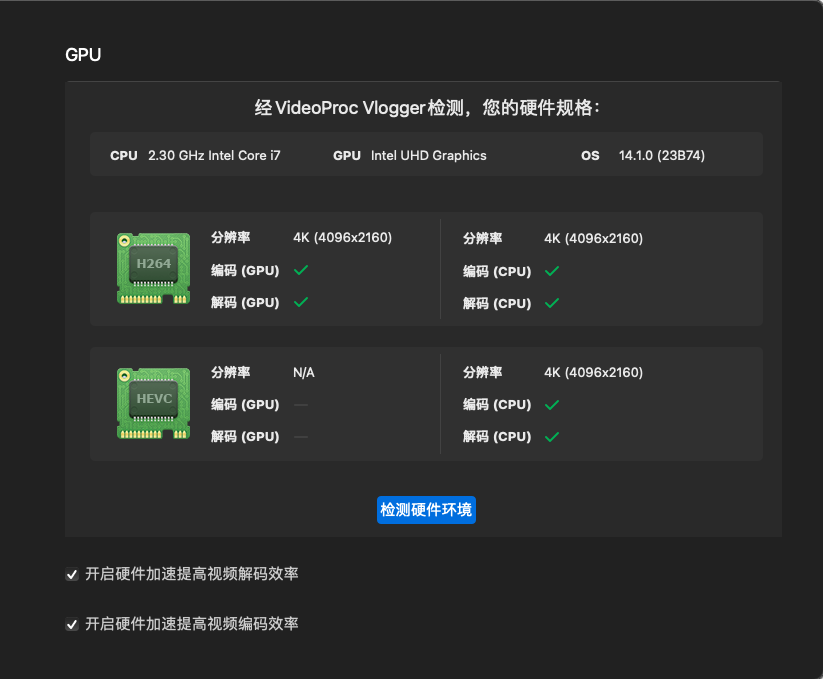 GPU
经 VideoProc Vlogger检测，您的硬件规格：
CPU 2.30 GHz Intel Core i7 GPU Intel UHD Graphics OS 14.1.0 (23B74)
H264
分辨率 4K (4096x2160)
编码 (GPU)
解码 (GPU)
分辨率 4K (4096x2160)
编码 (CPU)
解码 (CPU)
HEVC
分辨率 N/A
编码 (GPU) —
解码 (GPU) —
分辨率 4K (4096x2160)
编码 (CPU)
解码 (CPU)
检测硬件环境
开启硬件加速提高视频解码效率
开启硬件加速提高视频编码效率